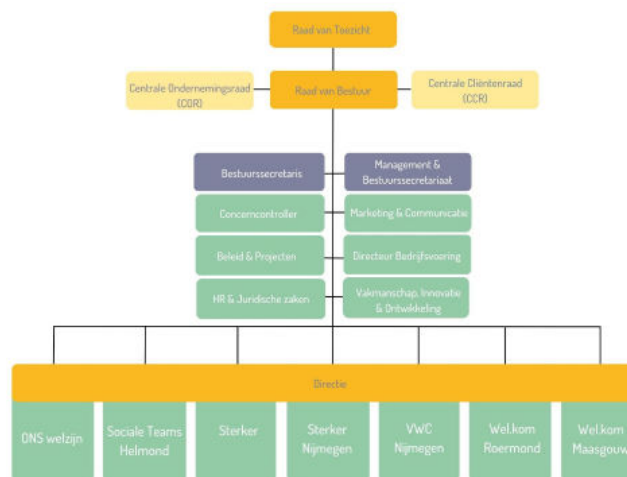 Raad van Toezicht
Centrale Ondernemingsraad
(COR)
Raad van Bestuur
Centrale Cliëntenraad
(CCR)
Bestuurssecretaris
Management &
Bestuurssecretariaat
Concerncontroller
Marketing & Communicatie
Beleid & Projecten
Directeur Bedrijfsvoering
HR & Juridische zaken
Vakmanschap, Innovatie
& Ontwikkeling
Directie
ONS welzijn
Sociale Teams
Helmond
Sterker
Sterker
Nijmegen
VWC
Nijmegen
Wel.kom
Roermond
Wel.kom
Maasgouw